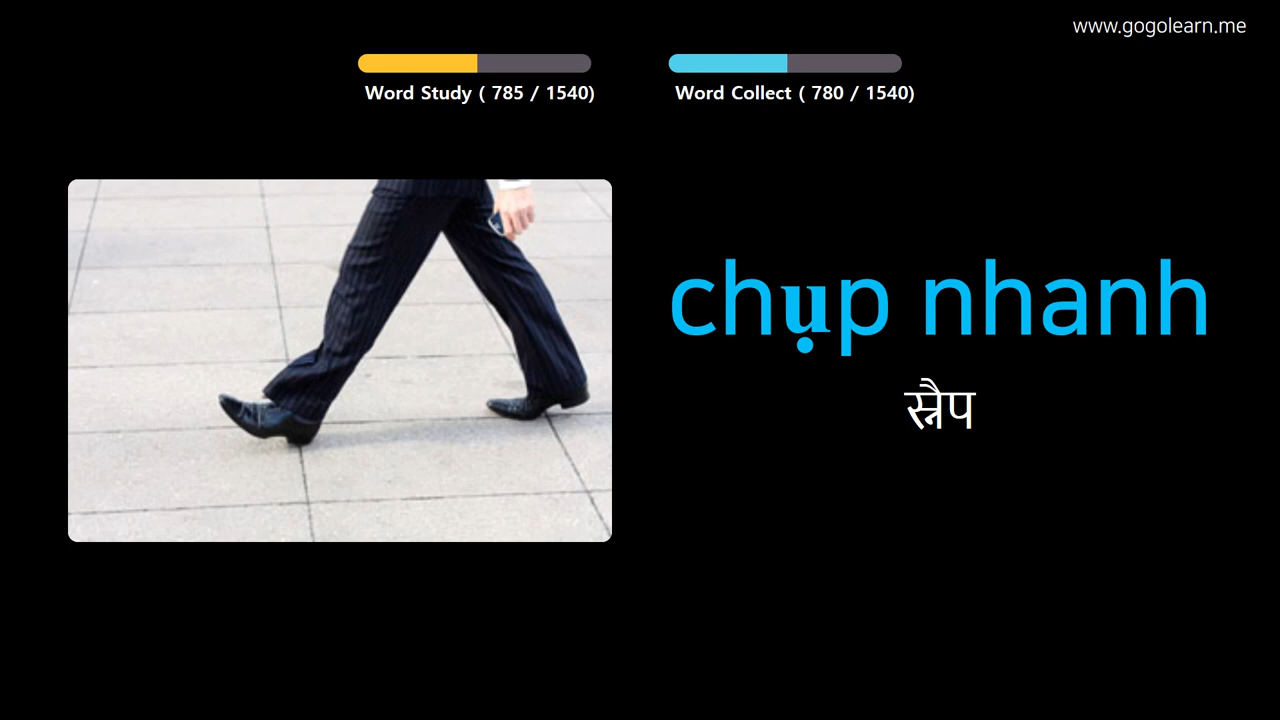 www.gogolearn.me
Word Study ( 785 / 1540)
Word Collect ( 780 / 1540)
chụp nhanh
स्नैप